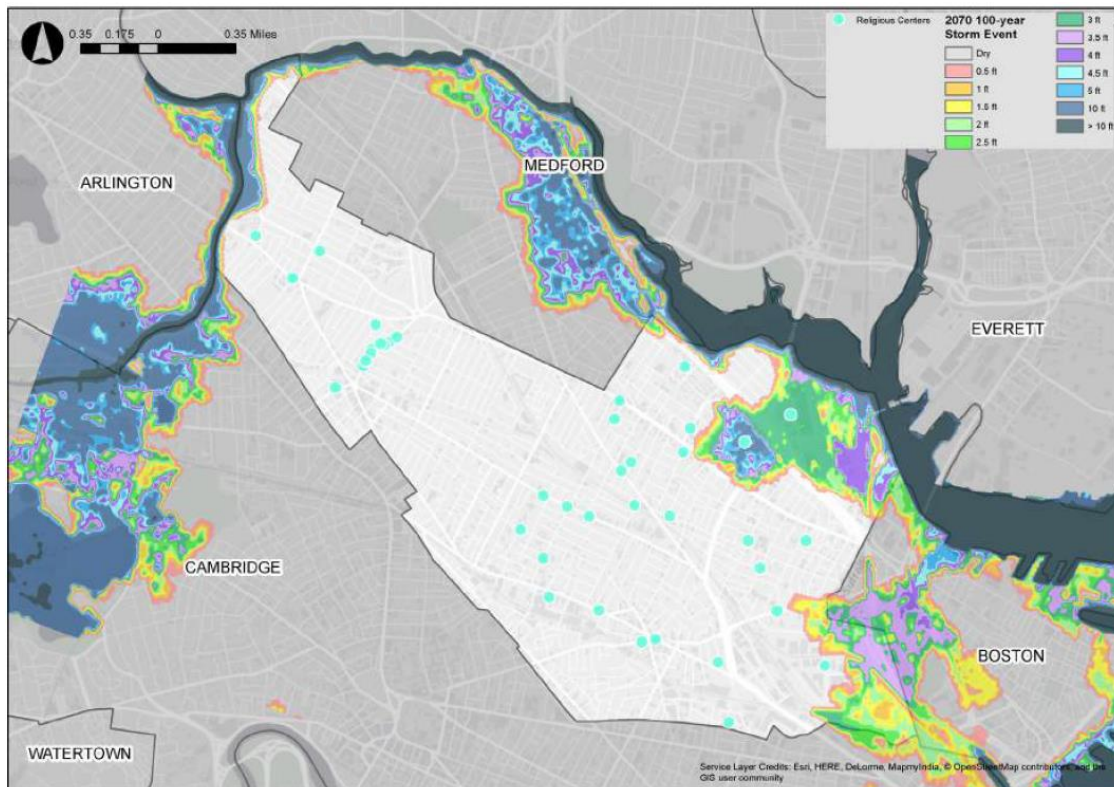 0.35 0.175 0 0.35 Miles
Religious Centers
2070 100-year
Storm Event
Dry
0.5 ft
1 ft
1.5 ft
2 ft
2.5 ft
3 ft
3.5 ft
4 ft
4.5 ft
5 ft
10 ft
> 10 ft
ARLINGTON
MEDFORD
EVERETT
CAMBRIDGE
BOSTON
WATERTOWN
Service Layer Credits: Esri, HERE, DeLorme, MapmyIndia, © OpenStreetMap contributors, and the
GIS user community